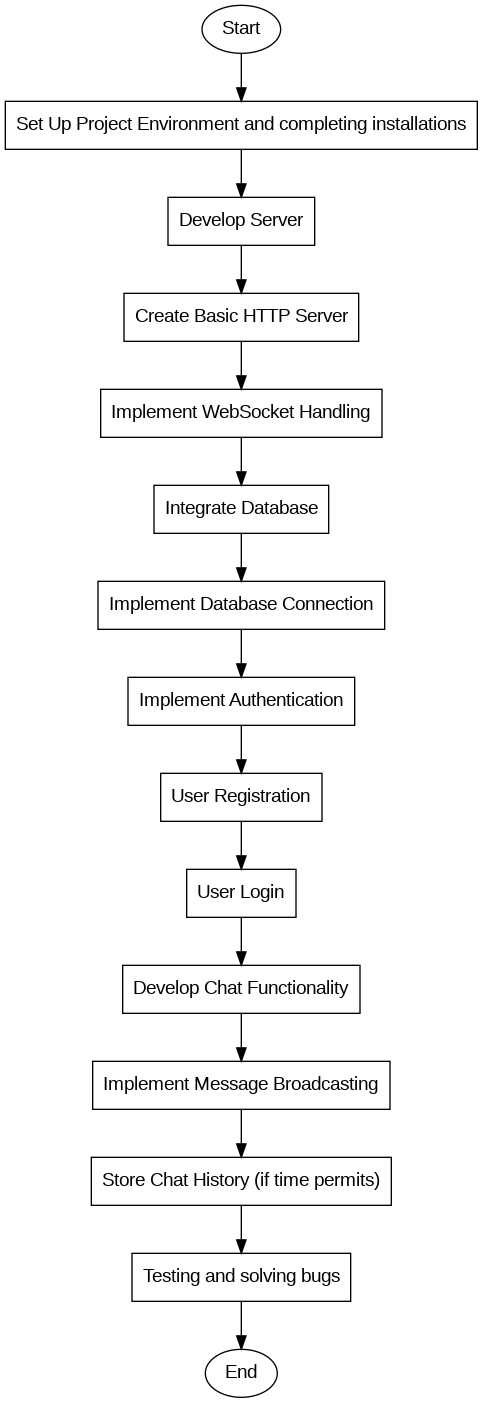 Start
Set Up Project Environment and completing installations
Develop Server
Create Basic HTTP Server
Implement WebSocket Handling
Integrate Database
Implement Database Connection
Implement Authentication
User Registration
User Login
Develop Chat Functionality
Implement Message Broadcasting
Store Chat History (if time permits)
Testing and solving bugs
End